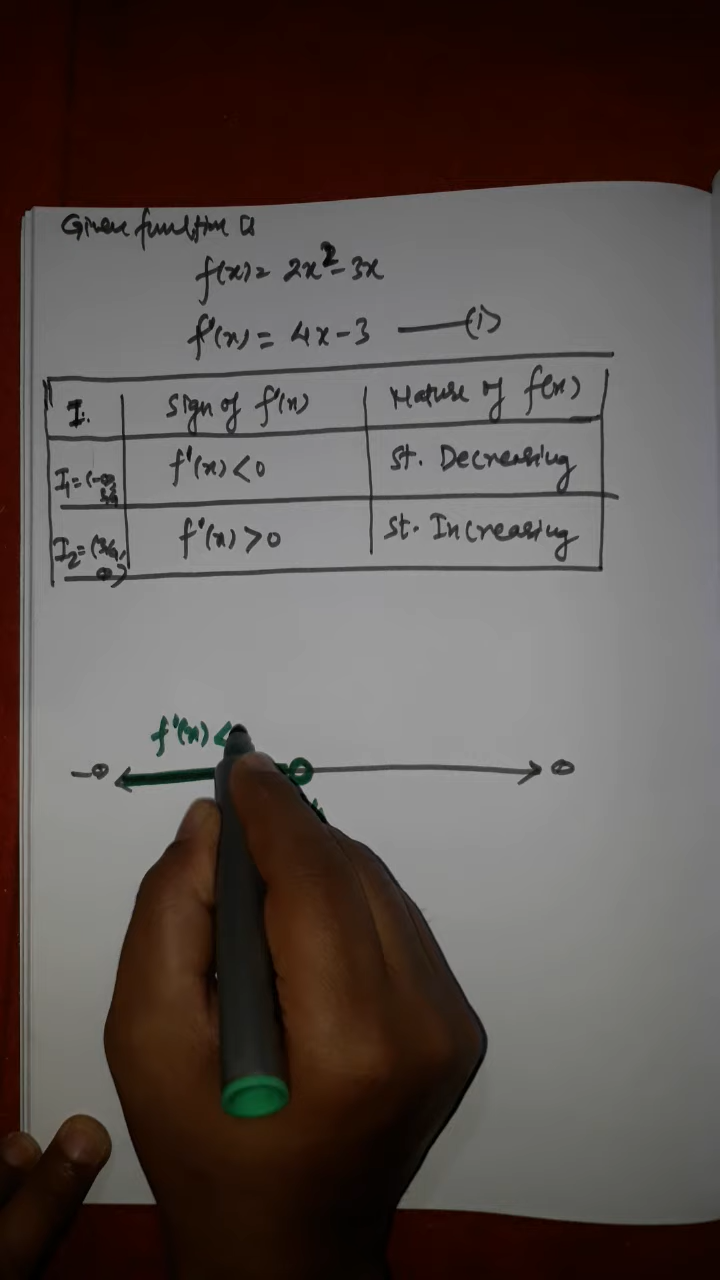 Given function is
f(x) = 2x² - 3x
f'(x) = 4x - 3 —— (1)
I. Sign of f'(x) Nature of f(x)
I₁ = (-∞, 3/4) f'(x) < 0 St. Decreasing
I₂ = (3/4, ∞) f'(x) > 0 St. Increasing
f'(x) <
-∞ ∞